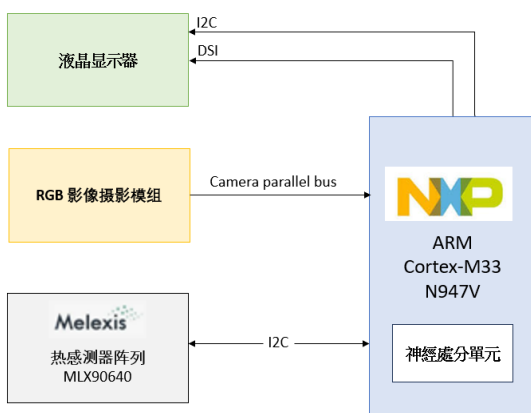 I2C
DSI
液晶显示器
RGB 影像摄影模组
Camera parallel bus
NXP
ARM
Cortex-M33
N947V
Melexis
热感测器阵列
MLX90640
I2C
神經處分單元